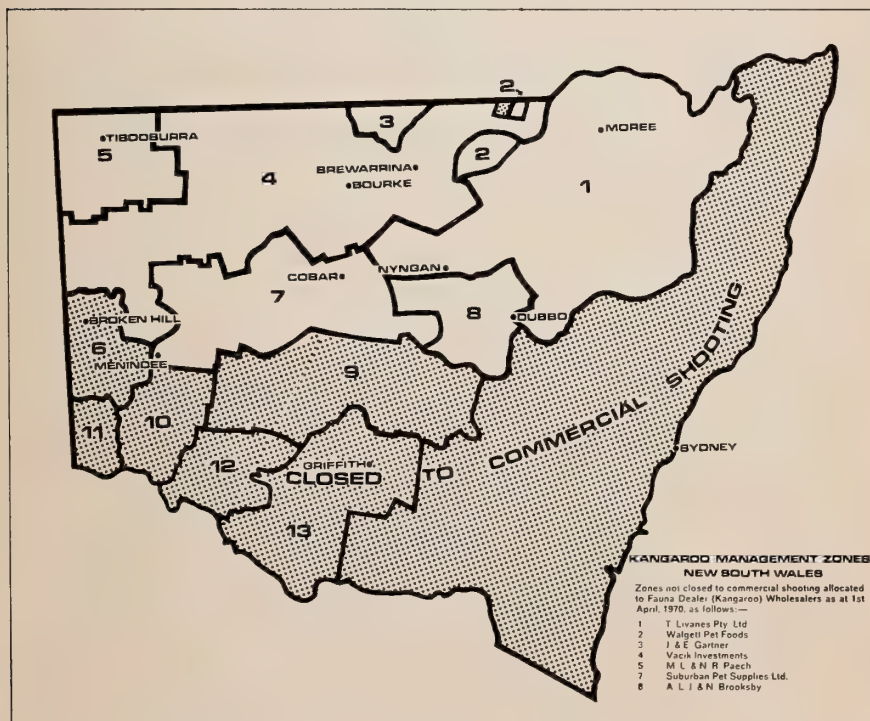 2
3
MOREE
TIBOOBURRA
5
2
BREWARRINA
4
BOURKE
1
NYNGAN
COBAR
7
8
DUBBO
BROKEN HILL
6
MENINDEE
9
10
11
12
GRIFFITH
CLOSED TO COMMERCIAL SHOOTING
SYDNEY
13
KANGAROO MANAGEMENT ZONES
NEW SOUTH WALES
Zones not closed to commercial shooting allocated
to Fauna Dealer (Kangaroo) Wholesalers as at 1st
April, 1970, as follows:—
1 T Livanes Pty Ltd
2 Walgett Pet Foods
3 J & E Gartner
4 Vacik Investments
5 M L & N R Paech
7 Suburban Pet Supplies Ltd.
8 A L J & N Brooksby